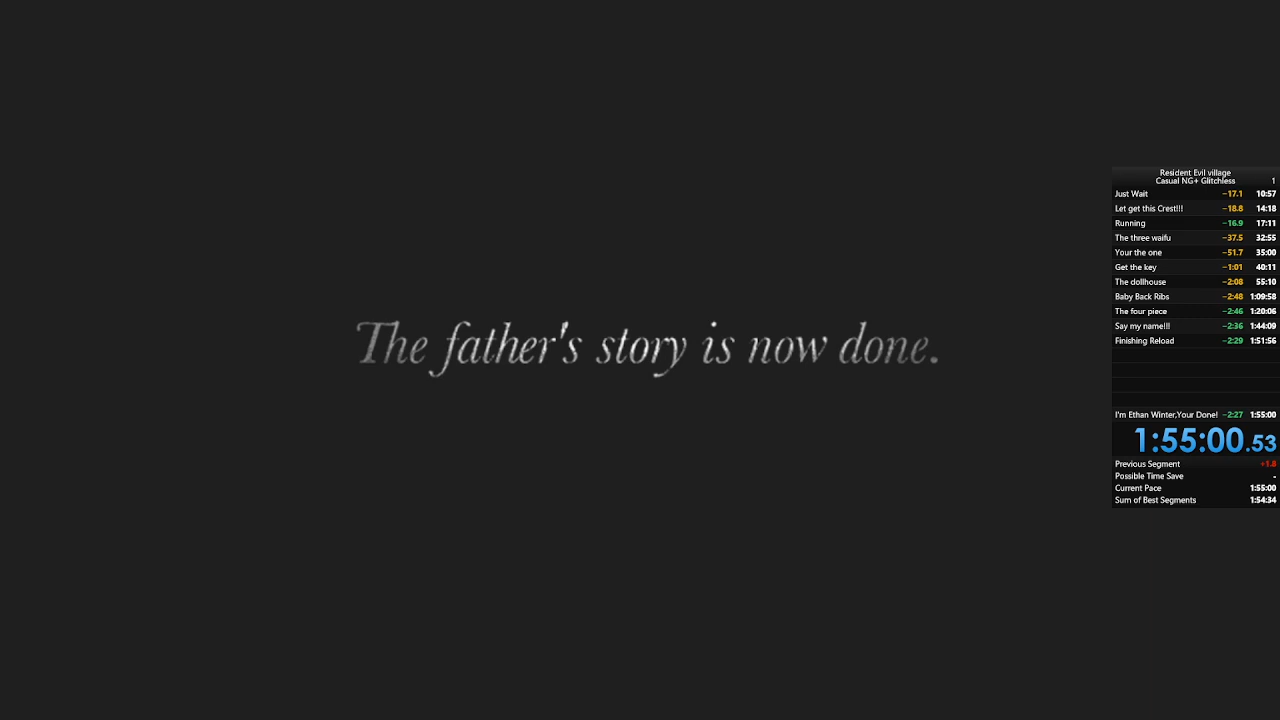 The father's story is now done.
Resident Evil village
Casual NG+ Glitchless 1
Just Wait −17.1 10:57
Let get this Crest!!! −18.8 14:18
Running −16.9 17:11
The three waifu −37.5 32:55
Your the one −51.7 35:00
Get the key −1:01 40:11
The dollhouse −2:08 55:10
Baby Back Ribs −2:48 1:09:58
The four piece −2:46 1:20:06
Say my name!!! −2:36 1:44:09
Finishing Reload −2:29 1:51:56
I'm Ethan Winter,Your Done! −2:27 1:55:00
1:55:00.53
Previous Segment +1.8
Possible Time Save -
Current Pace 1:55:00
Sum of Best Segments 1:54:34